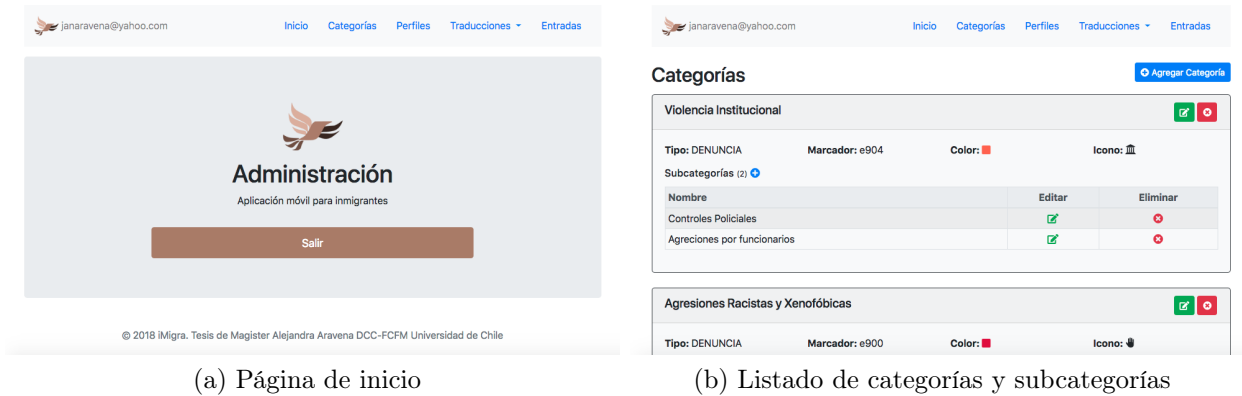 janaravena@yahoo.com Inicio Categorías Perfiles Traducciones Entradas
Administración
Aplicación móvil para inmigrantes
Salir
© 2018 iMigra. Tesis de Magister Alejandra Aravena DCC-FCFM Universidad de Chile
(a) Página de inicio
janaravena@yahoo.com Inicio Categorías Perfiles Traducciones Entradas
Categorías Agregar Categoría
Violencia Institucional
Tipo: DENUNCIA Marcador: e904 Color: Icono:
Subcategorías (2)
Nombre Editar Eliminar
Controles Policiales
Agreciones por funcionarios
Agresiones Racistas y Xenofóbicas
Tipo: DENUNCIA Marcador: e900 Color: Icono:
(b) Listado de categorías y subcategorías